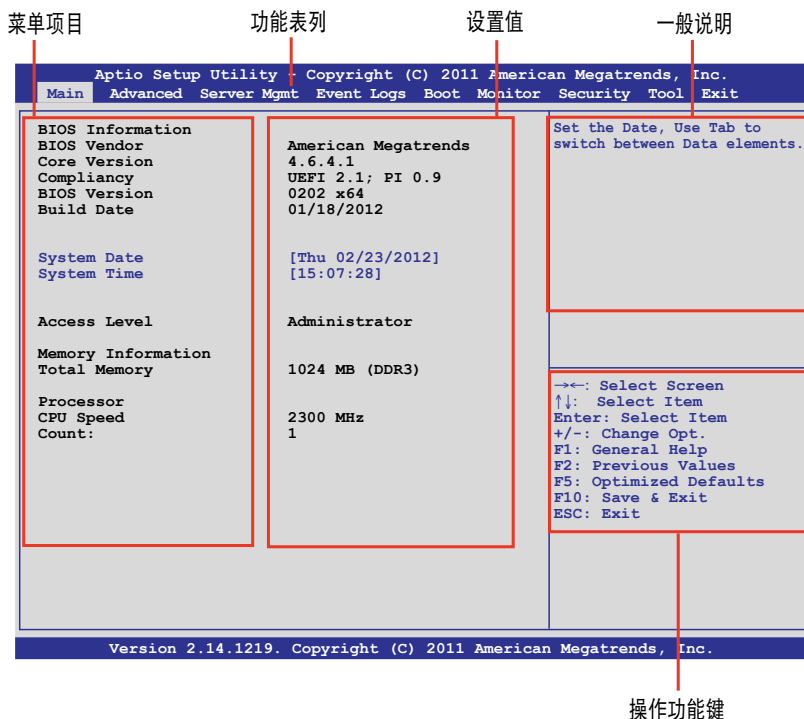 菜单项目 功能表列 设置值 一般说明
Aptio Setup Utility - Copyright (C) 2011 American Megatrends, Inc.
Main Advanced Server Mgmt Event Logs Boot Monitor Security Tool Exit
BIOS Information
BIOS Vendor American Megatrends
Core Version 4.6.4.1
Compliancy UEFI 2.1; PI 0.9
BIOS Version 0202 x64
Build Date 01/18/2012
System Date [Thu 02/23/2012]
System Time [15:07:28]
Access Level Administrator
Memory Information
Total Memory 1024 MB (DDR3)
Processor
CPU Speed 2300 MHz
Count: 1
Set the Date, Use Tab to
switch between Data elements.
→←: Select Screen
↑↓: Select Item
Enter: Select Item
+/-: Change Opt.
F1: General Help
F2: Previous Values
F5: Optimized Defaults
F10: Save & Exit
ESC: Exit
Version 2.14.1219. Copyright (C) 2011 American Megatrends, Inc.
操作功能键